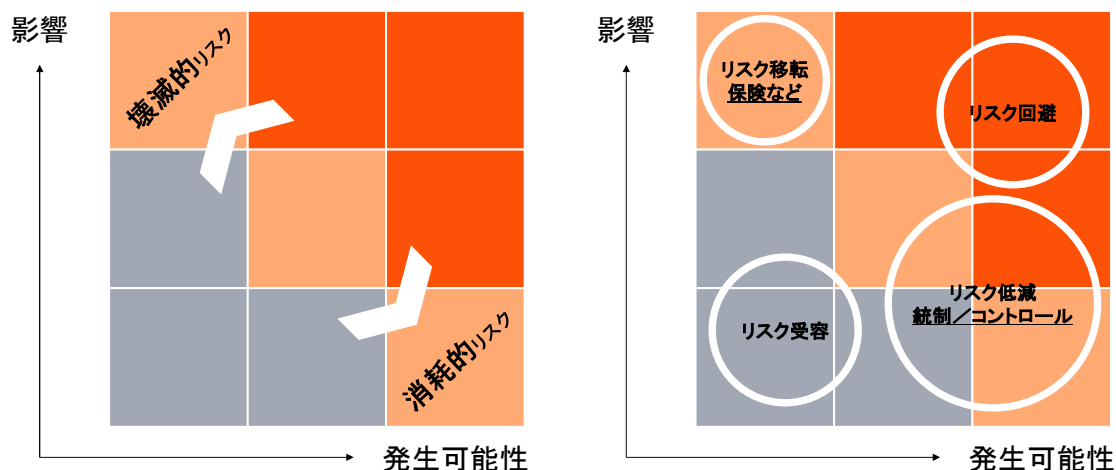 影響
壊滅的リスク
消耗的リスク
発生可能性
影響
リスク移転
保険など
リスク回避
リスク低減
統制／コントロール
リスク受容
発生可能性